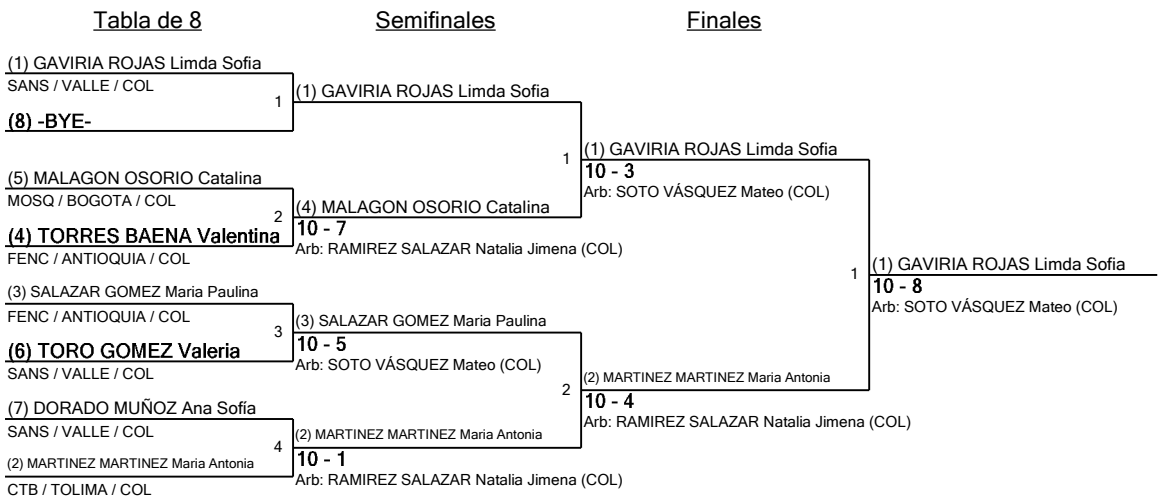 Tabla de 8
Semifinales
Finales
(1) GAVIRIA ROJAS Limda Sofia
SANS / VALLE / COL
1
(8) -BYE-
(5) MALAGON OSORIO Catalina
MOSQ / BOGOTA / COL
2
(4) TORRES BAENA Valentina
FENC / ANTIOQUIA / COL
(3) SALAZAR GOMEZ Maria Paulina
FENC / ANTIOQUIA / COL
3
(6) TORO GOMEZ Valeria
SANS / VALLE / COL
(7) DORADO MUÑOZ Ana Sofía
SANS / VALLE / COL
4
(2) MARTINEZ MARTINEZ Maria Antonia
CTB / TOLIMA / COL
(1) GAVIRIA ROJAS Limda Sofia
1
(4) MALAGON OSORIO Catalina
10 - 7
Arb: RAMIREZ SALAZAR Natalia Jimena (COL)
(3) SALAZAR GOMEZ Maria Paulina
10 - 5
Arb: SOTO VÁSQUEZ Mateo (COL)
2
(2) MARTINEZ MARTINEZ Maria Antonia
10 - 1
Arb: RAMIREZ SALAZAR Natalia Jimena (COL)
(1) GAVIRIA ROJAS Limda Sofia
10 - 3
Arb: SOTO VÁSQUEZ Mateo (COL)
1
(2) MARTINEZ MARTINEZ Maria Antonia
10 - 4
Arb: RAMIREZ SALAZAR Natalia Jimena (COL)
(1) GAVIRIA ROJAS Limda Sofia
10 - 8
Arb: SOTO VÁSQUEZ Mateo (COL)